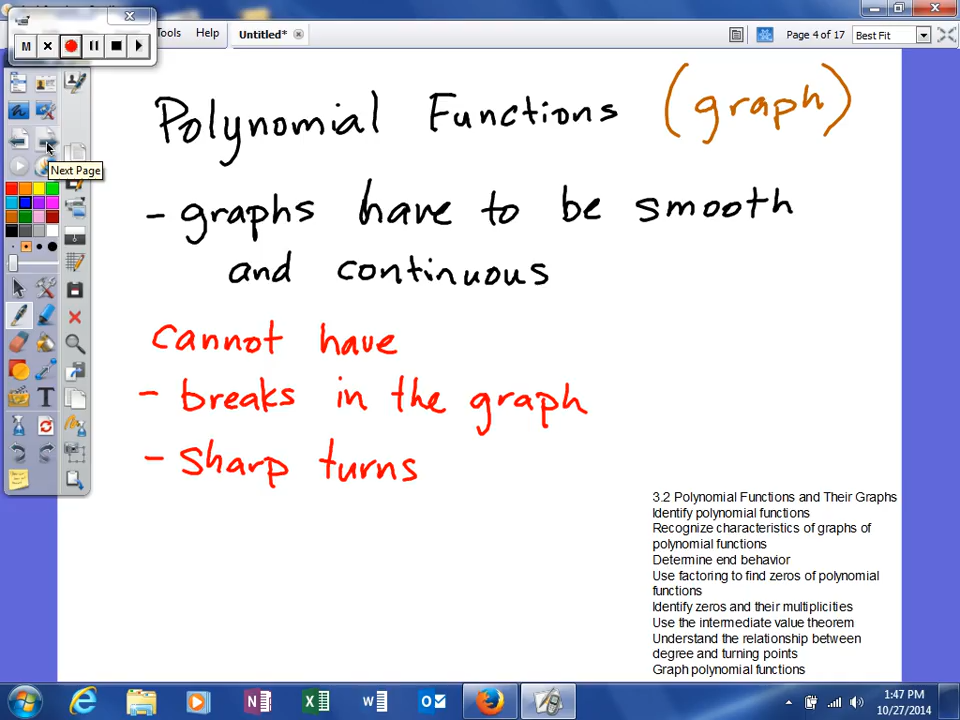 Tools Help Untitled* Page 4 of 17 Best Fit
M
Next Page
Polynomial Functions (graph)
- graphs have to be smooth
and continuous
cannot have
- breaks in the graph
- Sharp turns
3.2 Polynomial Functions and Their Graphs
Identify polynomial functions
Recognize characteristics of graphs of
polynomial functions
Determine end behavior
Use factoring to find zeros of polynomial
functions
Identify zeros and their multiplicities
Use the intermediate value theorem
Understand the relationship between
degree and turning points
Graph polynomial functions
1:47 PM
10/27/2014